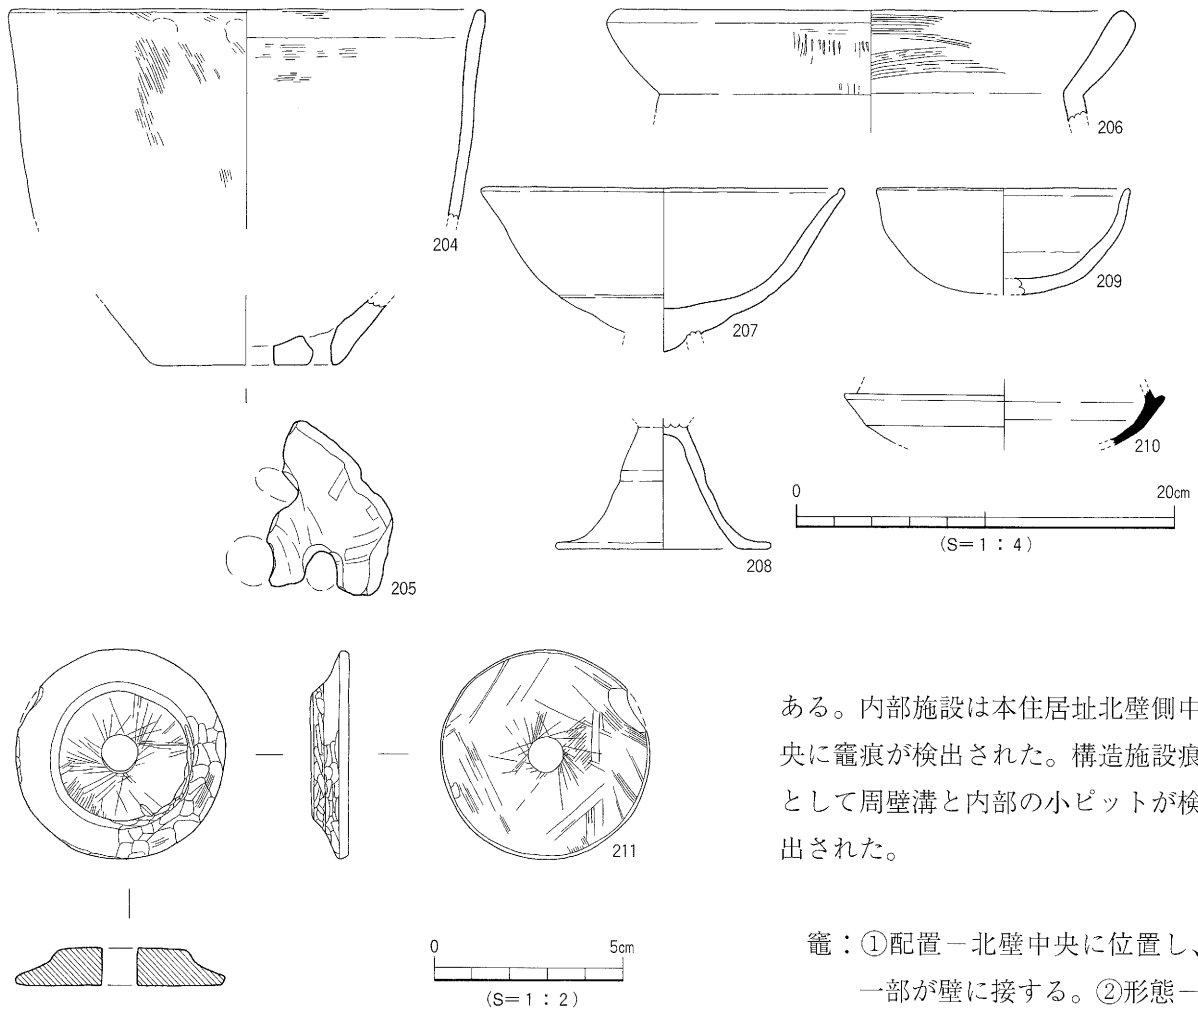 204
206
207
209
210
205
208
0 20cm
(S=1：4)
211
0 5cm
(S=1：2)
ある。内部施設は本住居址北壁側中
央に竈痕が検出された。構造施設痕
として周壁溝と内部の小ピットが検
出された。
竈：①配置－北壁中央に位置し、
一部が壁に接する。②形態－